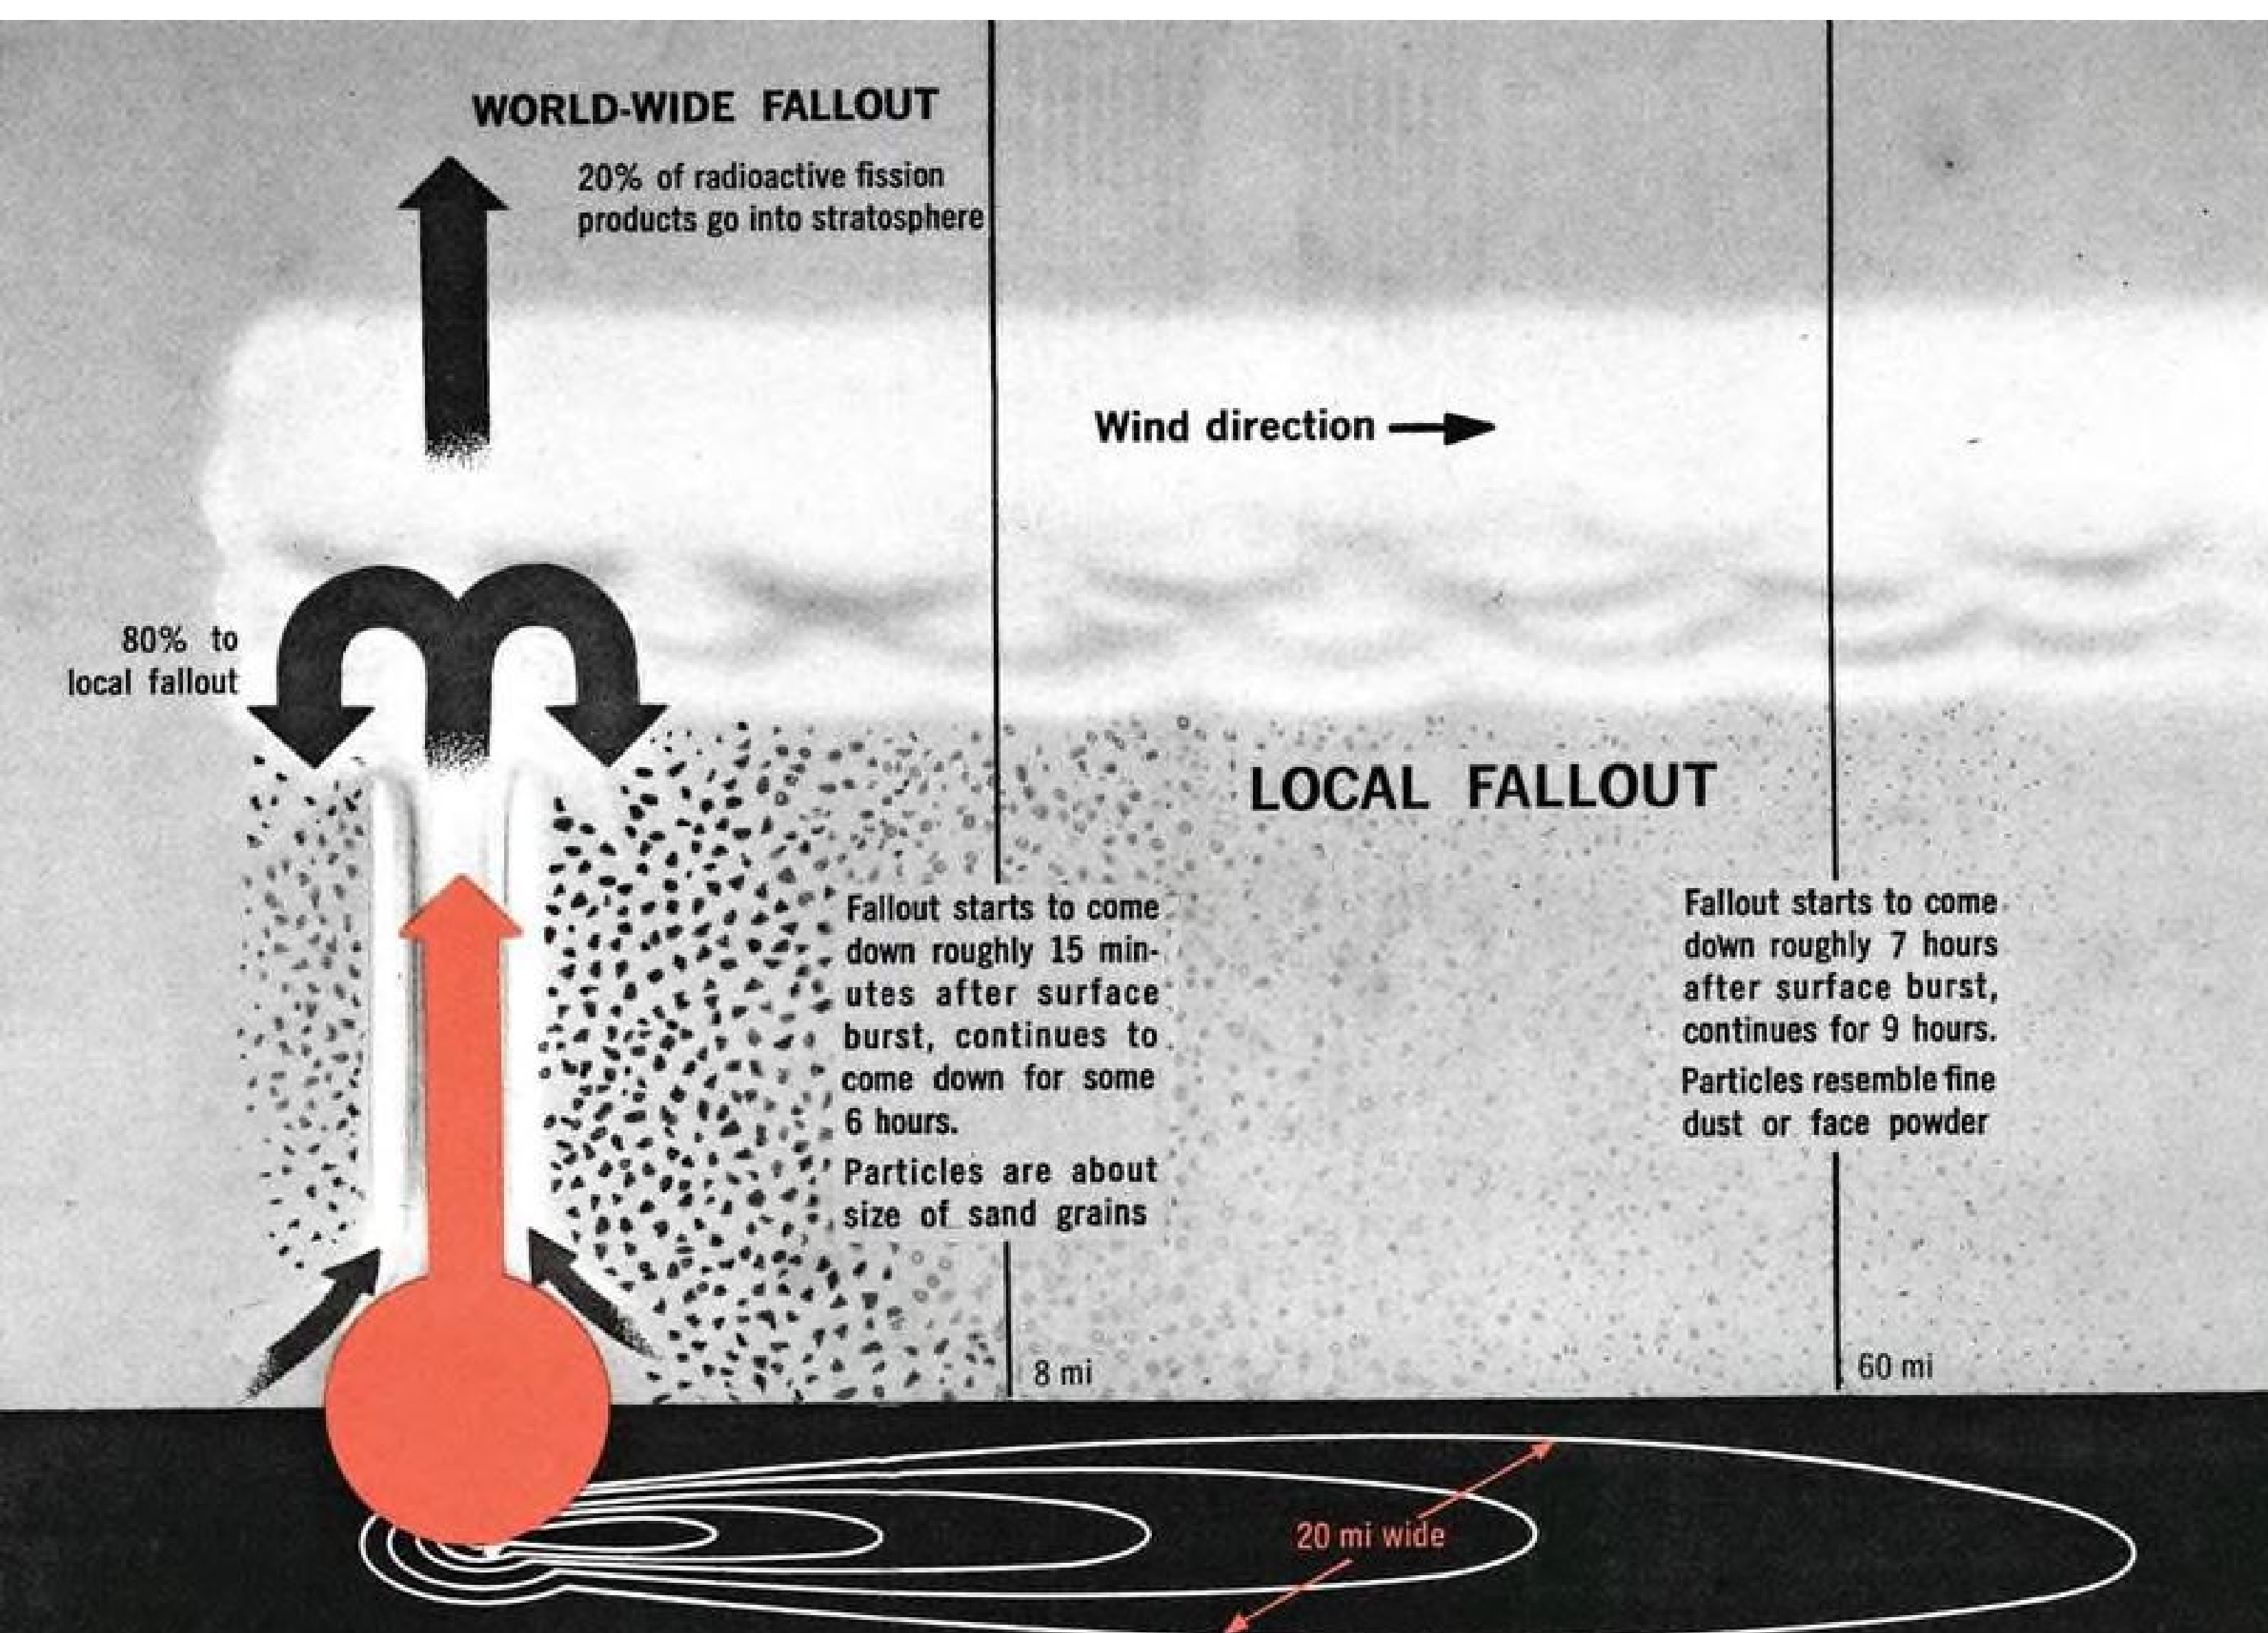 WORLD-WIDE FALLOUT
20% of radioactive fission
products go into stratosphere
Wind direction
80% to
local fallout
LOCAL FALLOUT
Fallout starts to come
down roughly 15 min-
utes after surface
burst, continues to
come down for some
6 hours.
Particles are about
size of sand grains
Fallout starts to come
down roughly 7 hours
after surface burst,
continues for 9 hours.
Particles resemble fine
dust or face powder
8 mi
60 mi
20 mi wide